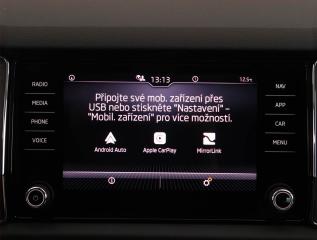 13:13
12.5°C
RADIO
MEDIA
PHONE
VOICE
Připojte své mob. zařízení přes
USB nebo stiskněte "Nastavení" -
"Mobil. zařízení" pro více možností.
Android Auto
Apple CarPlay
MirrorLink
NAV
APP
CAR
MENU